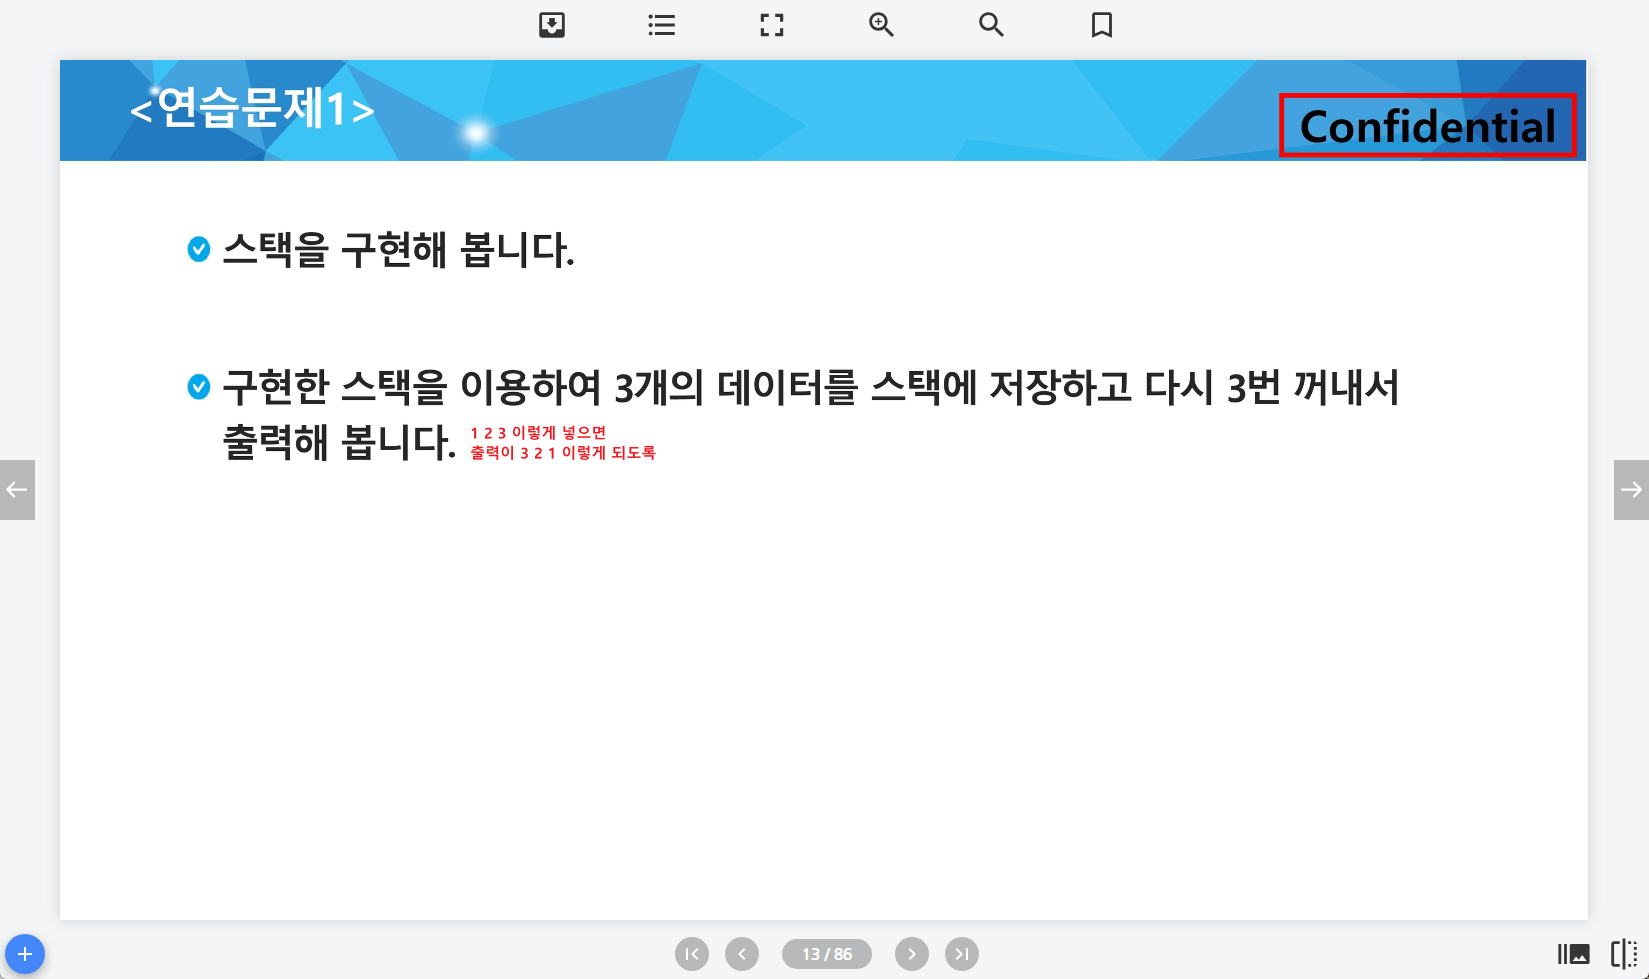 <연습문제1>
Confidential
스택을 구현해 봅니다.
구현한 스택을 이용하여 3개의 데이터를 스택에 저장하고 다시 3번 꺼내서
출력해 봅니다.
1 2 3 이렇게 넣으면
출력이 3 2 1 이렇게 되도록
13 / 86